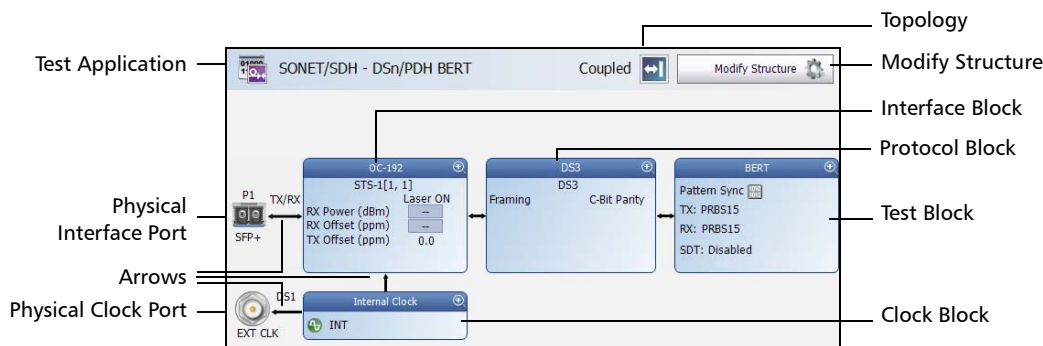 Topology
Test Application
SONET/SDH - DSn/PDH BERT
Coupled
Modify Structure
Modify Structure
Interface Block
Protocol Block
OC-192
STS-1[1, 1]
Laser ON
RX Power (dBm) --
RX Offset (ppm) --
TX Offset (ppm) 0.0
DS3
DS3
Framing C-Bit Parity
BERT
Pattern Sync
TX: PRBS15
RX: PRBS15
SDT: Disabled
P1
TX/RX
SFP+
Physical
Interface Port
Test Block
Arrows
Physical Clock Port
DS1
EXT CLK
Internal Clock
INT
Clock Block